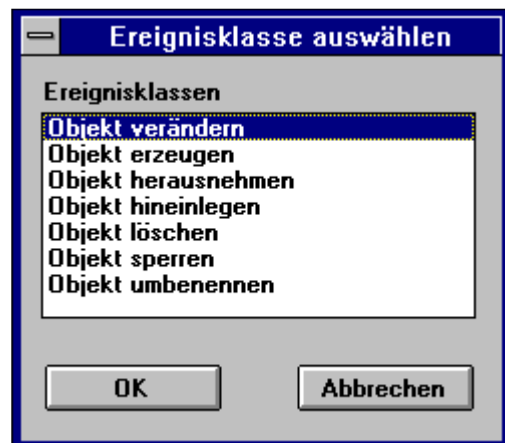 Ereignisklasse auswählen
Ereignisklassen
Objekt verändern
Objekt erzeugen
Objekt herausnehmen
Objekt hineinlegen
Objekt löschen
Objekt sperren
Objekt umbenennen
OK Abbrechen